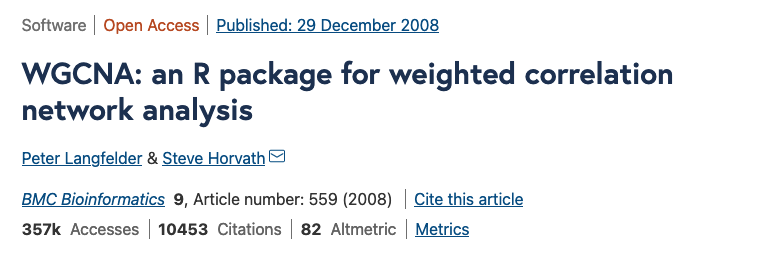 Software | Open Access | Published: 29 December 2008
WGCNA: an R package for weighted correlation
network analysis
Peter Langfelder & Steve Horvath
BMC Bioinformatics 9, Article number: 559 (2008) | Cite this article
357k Accesses | 10453 Citations | 82 Altmetric | Metrics